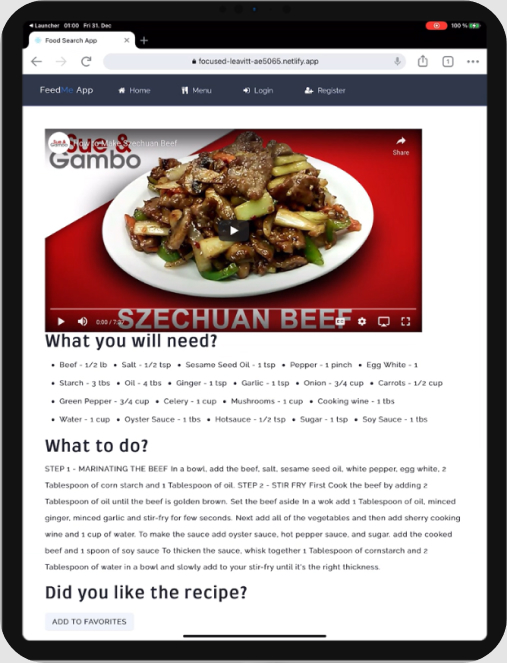 ◀ Launcher 01:00 Fri 31. Dec
100 %
Food Search App
focused-leavitt-ae5065.netlify.app
FeedMe App Home Menu Login Register
How to Make Szechuan Beef
Sue &
Gambo
Share
SZECHUAN BEEF
What you will need?
• Beef - 1/2 lb • Salt - 1/2 tsp • Sesame Seed Oil - 1 tsp • Pepper - 1 pinch • Egg White - 1
• Starch - 3 tbs • Oil - 4 tbs • Ginger - 1 tsp • Garlic - 1 tsp • Onion - 3/4 cup • Carrots - 1/2 cup
• Green Pepper - 3/4 cup • Celery - 1 cup • Mushrooms - 1 cup • Cooking wine - 1 tbs
• Water - 1 cup • Oyster Sauce - 1 tbs • Hotsauce - 1/2 tsp • Sugar - 1 tsp • Soy Sauce - 1 tbs
What to do?
STEP 1 - MARINATING THE BEEF In a bowl, add the beef, salt, sesame seed oil, white pepper, egg white, 2
Tablespoon of corn starch and 1 Tablespoon of oil. STEP 2 - STIR FRY First Cook the beef by adding 2
Tablespoon of oil until the beef is golden brown. Set the beef aside In a wok add 1 Tablespoon of oil, minced
ginger, minced garlic and stir-fry for few seconds. Next add all of the vegetables and then add sherry cooking
wine and 1 cup of water. To make the sauce add oyster sauce, hot pepper sauce, and sugar. add the cooked
beef and 1 spoon of soy sauce To thicken the sauce, whisk together 1 Tablespoon of cornstarch and 2
Tablespoon of water in a bowl and slowly add to your stir-fry until it's the right thickness.
Did you like the recipe?
ADD TO FAVORITES